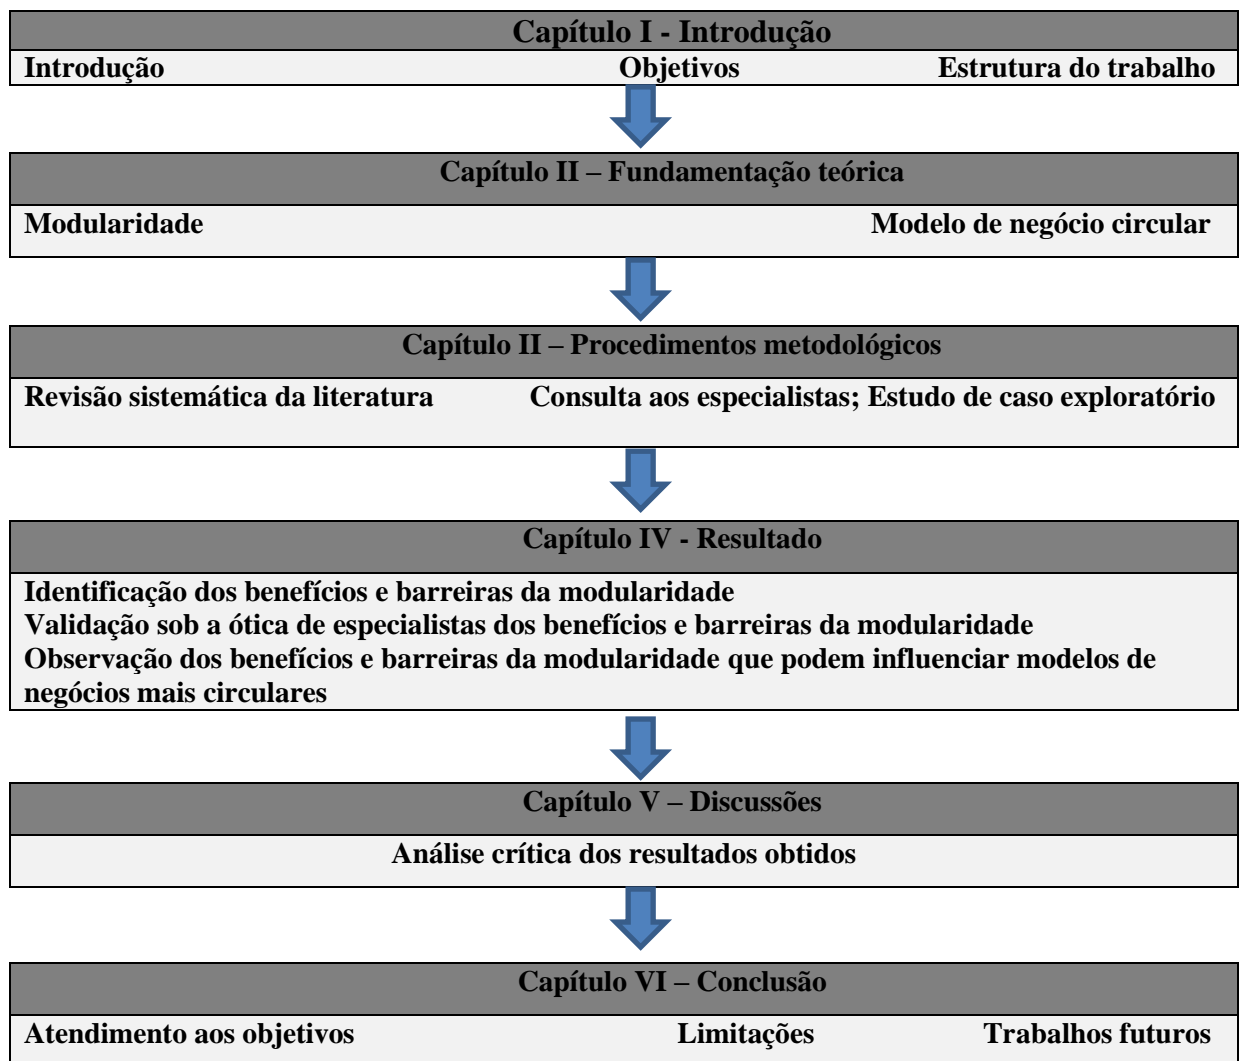 Capítulo I - Introdução
Introdução Objetivos Estrutura do trabalho
Capítulo II – Fundamentação teórica
Modularidade Modelo de negócio circular
Capítulo II – Procedimentos metodológicos
Revisão sistemática da literatura Consulta aos especialistas; Estudo de caso exploratório
Capítulo IV - Resultado
Identificação dos benefícios e barreiras da modularidade
Validação sob a ótica de especialistas dos benefícios e barreiras da modularidade
Observação dos benefícios e barreiras da modularidade que podem influenciar modelos de
negócios mais circulares
Capítulo V – Discussões
Análise crítica dos resultados obtidos
Capítulo VI – Conclusão
Atendimento aos objetivos Limitações Trabalhos futuros